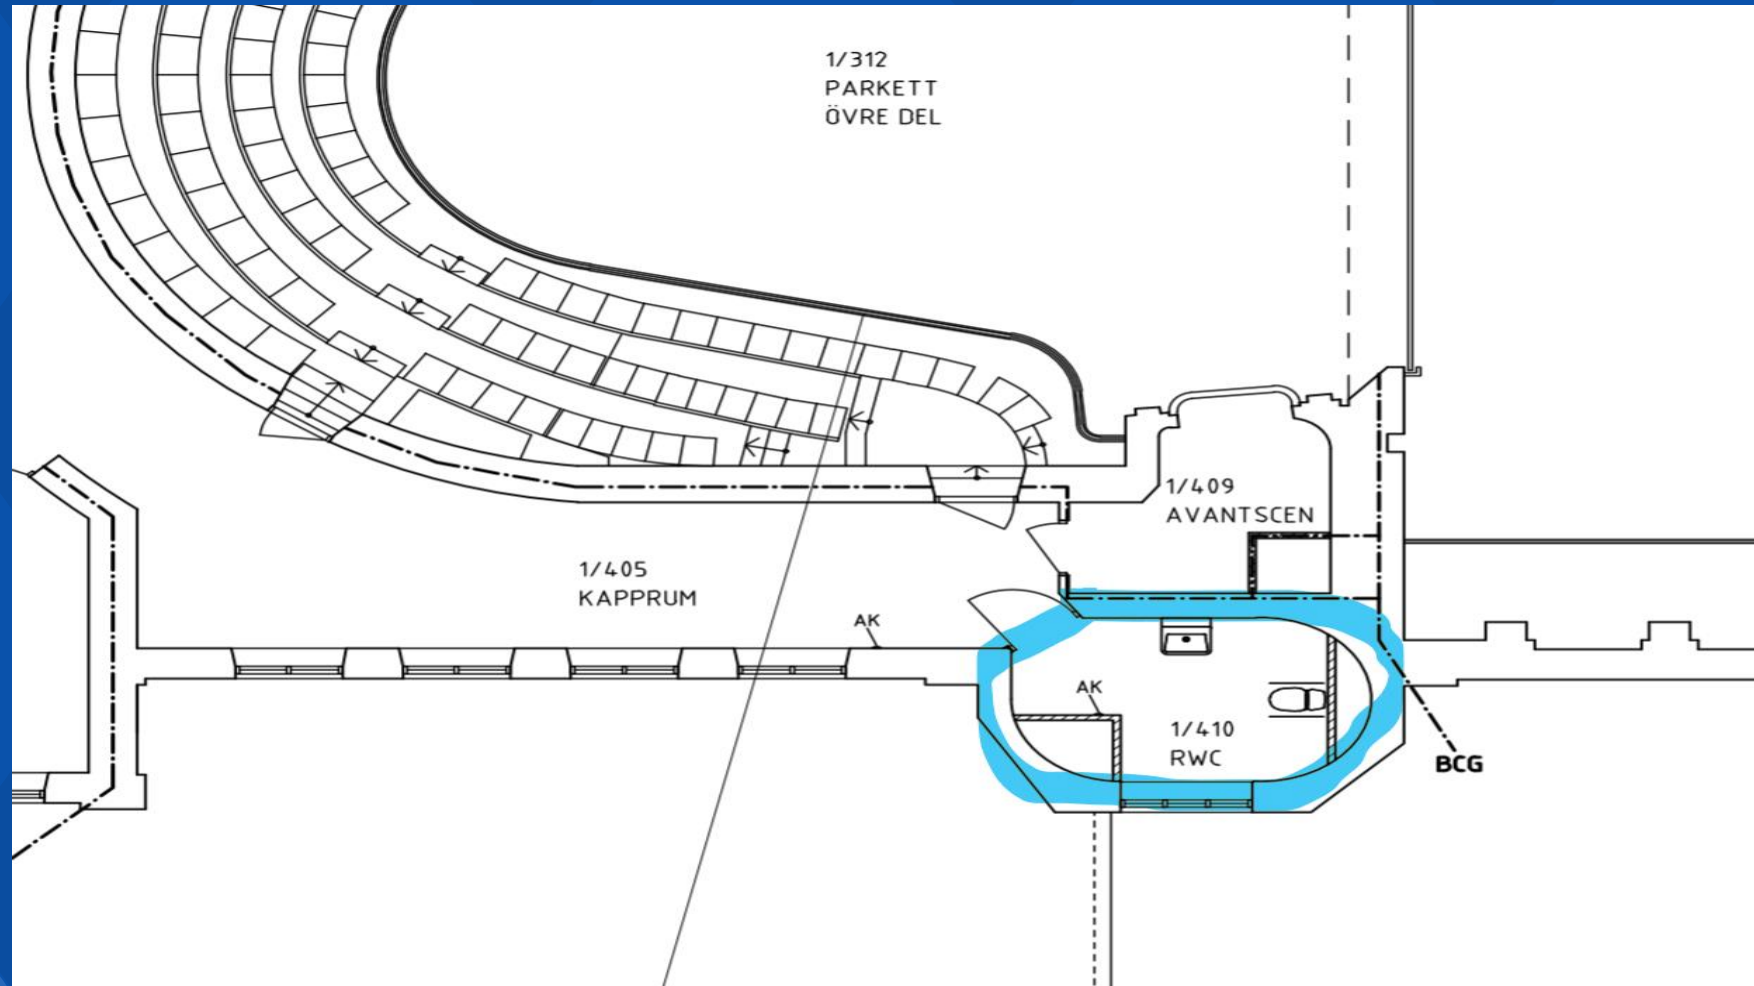 1/312
PARKETT
ÖVRE DEL
1/409
AVANTSCEN
1/405
KAPPRUM
AK
AK
1/410
RWC
BCG